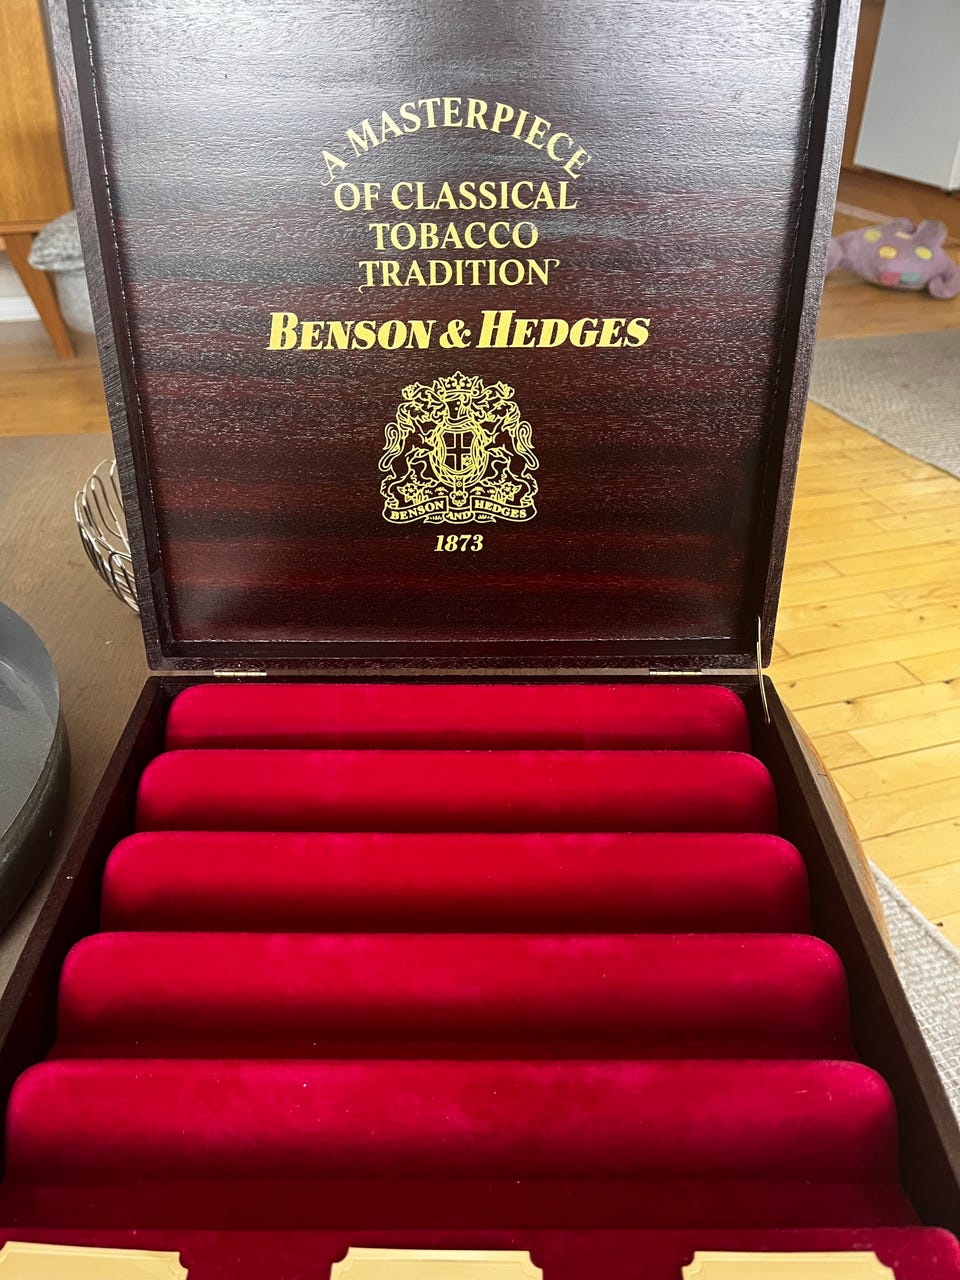 A MASTERPIECE
OF CLASSICAL
TOBACCO
TRADITION
BENSON & HEDGES
BENSON AND HEDGES
1873